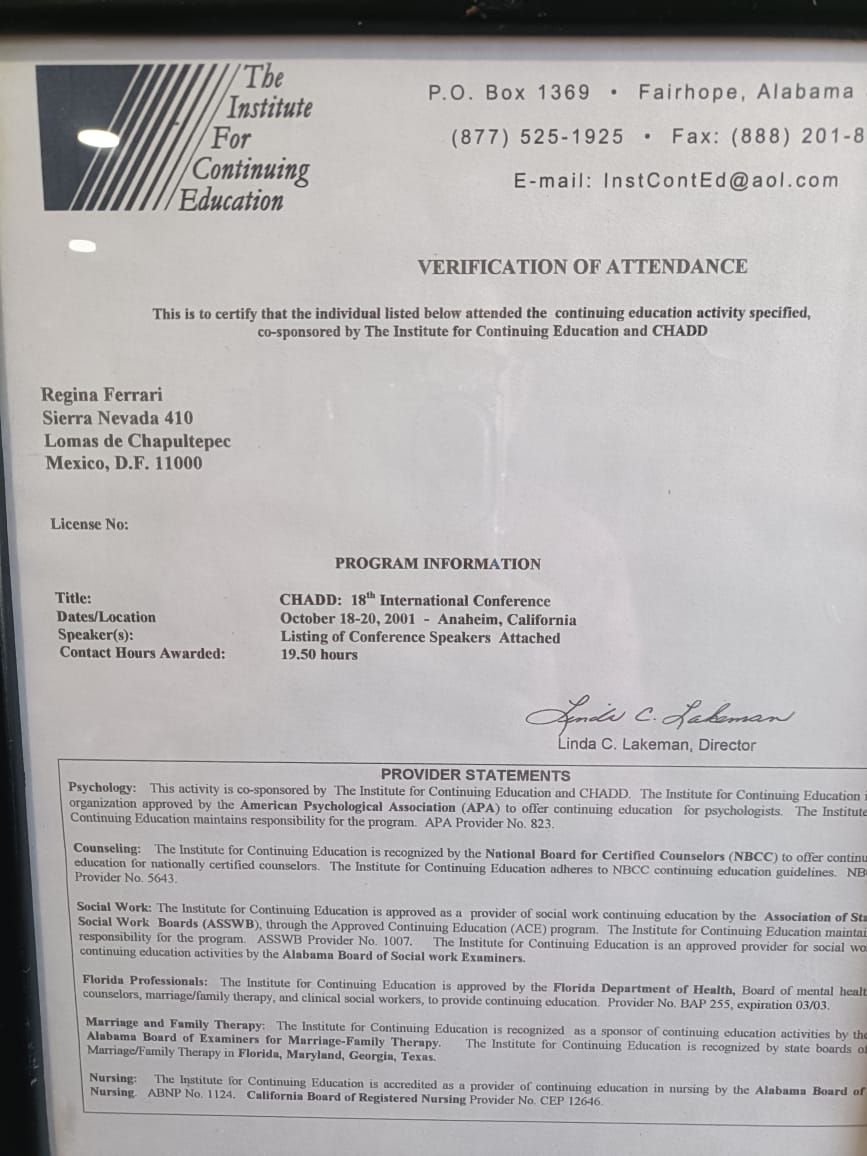 The
Institute
For
Continuing
Education
P.O. Box 1369 • Fairhope, Alabama
(877) 525-1925 • Fax: (888) 201-8
E-mail: InstContEd@aol.com
VERIFICATION OF ATTENDANCE
This is to certify that the individual listed below attended the continuing education activity specified,
co-sponsored by The Institute for Continuing Education and CHADD
Regina Ferrari
Sierra Nevada 410
Lomas de Chapultepec
Mexico, D.F. 11000
License No:
PROGRAM INFORMATION
Title: CHADD: 18th International Conference
Dates/Location October 18-20, 2001 - Anaheim, California
Speaker(s): Listing of Conference Speakers Attached
Contact Hours Awarded: 19.50 hours
Linda C. Lakeman
Linda C. Lakeman, Director
PROVIDER STATEMENTS
Psychology: This activity is co-sponsored by The Institute for Continuing Education and CHADD. The Institute for Continuing Education i
organization approved by the American Psychological Association (APA) to offer continuing education for psychologists. The Institute
Continuing Education maintains responsibility for the program. APA Provider No. 823.
Counseling: The Institute for Continuing Education is recognized by the National Board for Certified Counselors (NBCC) to offer continu
education for nationally certified counselors. The Institute for Continuing Education adheres to NBCC continuing education guidelines. NB
Provider No. 5643.
Social Work: The Institute for Continuing Education is approved as a provider of social work continuing education by the Association of Sta
Social Work Boards (ASSWB), through the Approved Continuing Education (ACE) program. The Institute for Continuing Education maintai
responsibility for the program. ASSWB Provider No. 1007. The Institute for Continuing Education is an approved provider for social wo
continuing education activities by the Alabama Board of Social work Examiners.
Florida Professionals: The Institute for Continuing Education is approved by the Florida Department of Health, Board of mental healt
counselors, marriage/family therapy, and clinical social workers, to provide continuing education. Provider No. BAP 255, expiration 03/03.
Marriage and Family Therapy: The Institute for Continuing Education is recognized as a sponsor of continuing education activities by the
Alabama Board of Examiners for Marriage-Family Therapy. The Institute for Continuing Education is recognized by state boards of
Marriage/Family Therapy in Florida, Maryland, Georgia, Texas.
Nursing: The Institute for Continuing Education is accredited as a provider of continuing education in nursing by the Alabama Board of
Nursing. ABNP No. 1124. California Board of Registered Nursing Provider No. CEP 12646.